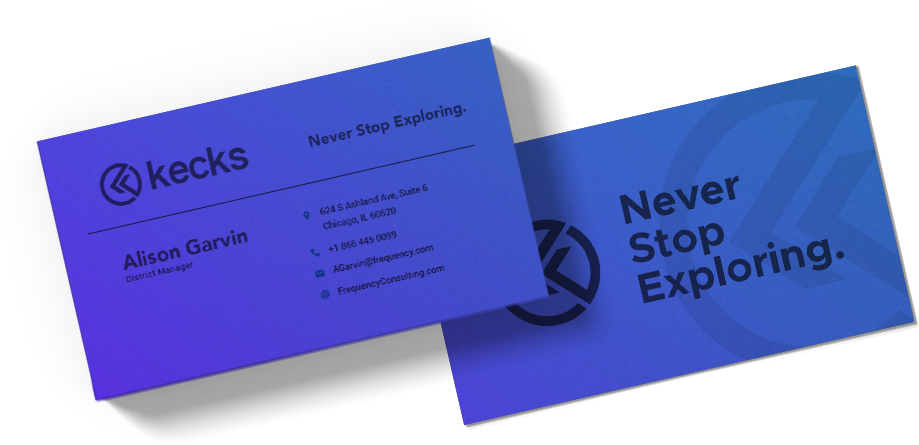 kecks
Never Stop Exploring.
Alison Garvin
District Manager
624 S Ashland Ave, Suite 6
Chicago, IL 60620
+1 866 445 0099
AGarvin@frequency.com
FrequencyConsulting.com
Never
Stop
Exploring.